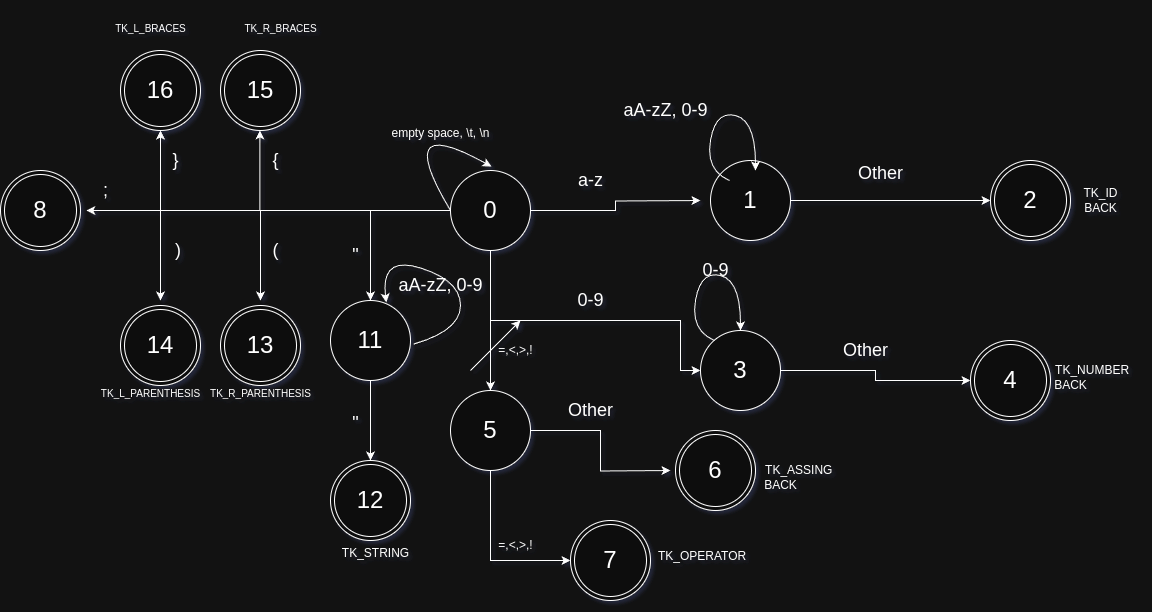 TK_L_BRACES
TK_R_BRACES
16
15
aA-zZ, 0-9
empty space, \t, \n
}
{
a-z
Other
;
8
0
1
2
TK_ID
BACK
)
(
"
aA-zZ, 0-9
0-9
0-9
14
13
11
=,<,>,!
Other
3
4
TK_NUMBER
BACK
TK_L_PARENTHESIS
TK_R_PARENTHESIS
"
5
Other
12
6
TK_ASSING
BACK
TK_STRING
=,<,>,!
7
TK_OPERATOR